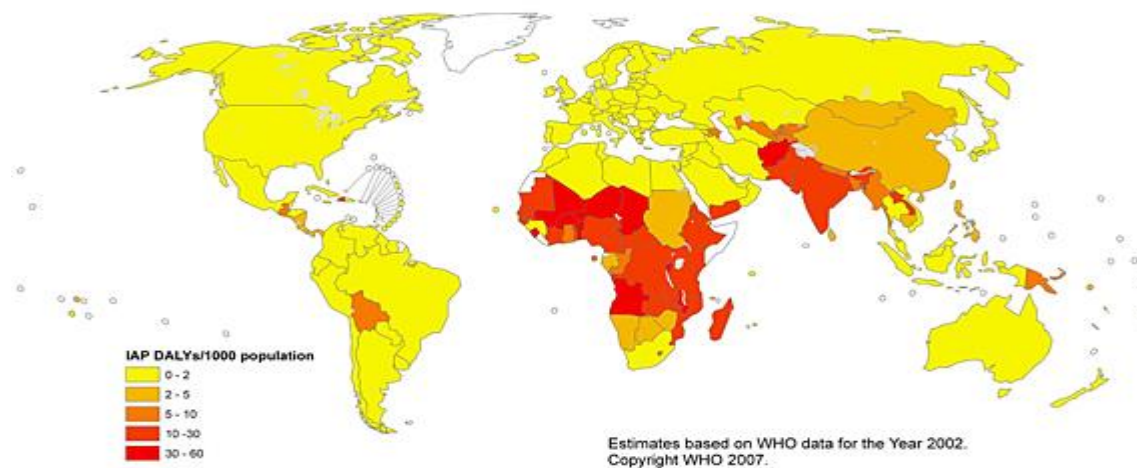 IAP DALYs/1000 population
0 - 2
2 - 5
5 - 10
10 -30
30 - 60
Estimates based on WHO data for the Year 2002.
Copyright WHO 2007.